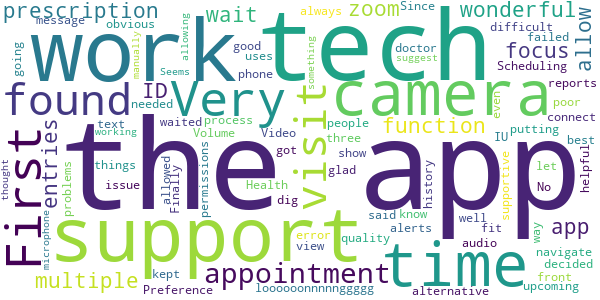 prescription
message
obvious
wait
zoom
Since
wonderful
always
going
manually
allowing
good
uses
phone
Seems
something
doctor
suggest
difficult
failed
Scheduling
allow
work
tech
focus
reports
found
ID
needed
Very
camera
even
poor
connect
First
entries
text
working
waited
process
Volume
Video
people
three
function
putting
IU
best
the app
visit
thought
microphone
problems
things
issue
allowed
Finally
permissions
got
show
glad
Health
dig
history
supportive
No
let
helpful
support
said
know
alerts
well
fit
way
app
error
view
quality
audio
navigate
time
decided
multiple
appointment
kept
Preference
loooooonnnnnggggg
alternative
front
upcoming